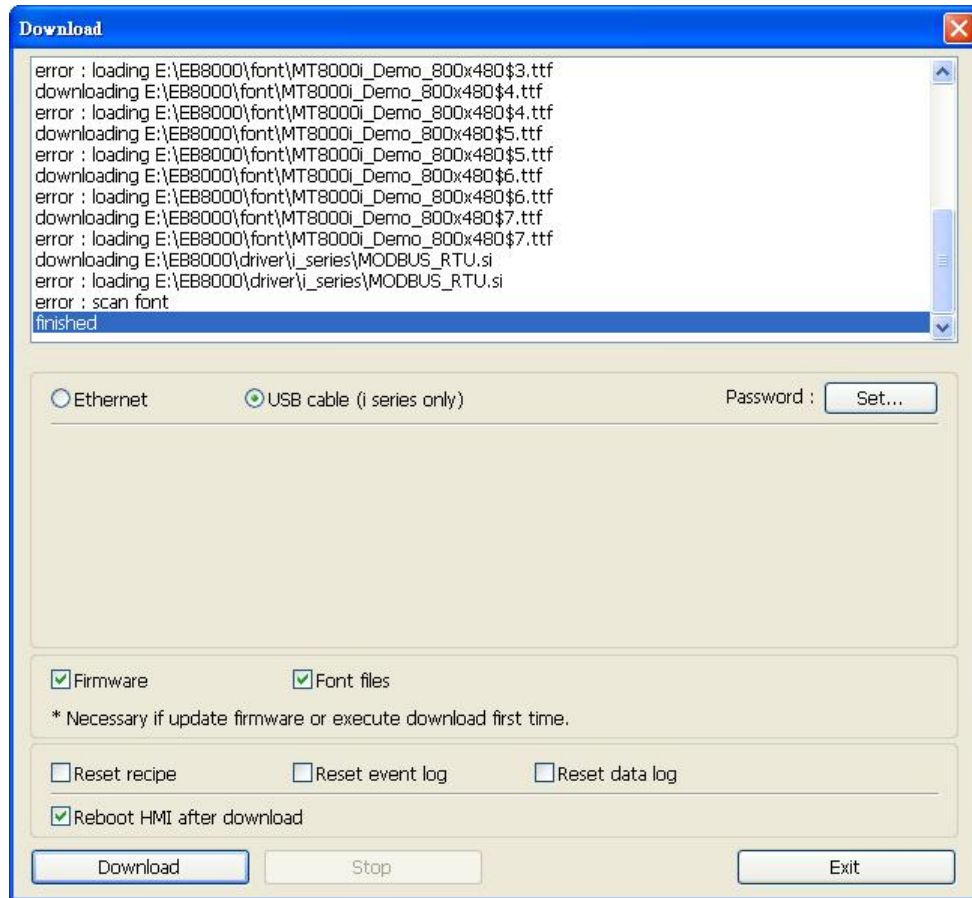 Download
error : loading E:\EB8000\font\MT8000i_Demo_800x480$3.ttf
downloading E:\EB8000\font\MT8000i_Demo_800x480$4.ttf
error : loading E:\EB8000\font\MT8000i_Demo_800x480$4.ttf
downloading E:\EB8000\font\MT8000i_Demo_800x480$5.ttf
error : loading E:\EB8000\font\MT8000i_Demo_800x480$5.ttf
downloading E:\EB8000\font\MT8000i_Demo_800x480$6.ttf
error : loading E:\EB8000\font\MT8000i_Demo_800x480$6.ttf
downloading E:\EB8000\font\MT8000i_Demo_800x480$7.ttf
error : loading E:\EB8000\font\MT8000i_Demo_800x480$7.ttf
downloading E:\EB8000\driver\i_series\MODBUS_RTU.si
error : loading E:\EB8000\driver\i_series\MODBUS_RTU.si
error : scan font
finished
Ethernet USB cable (i series only) Password : Set...
Firmware Font files
* Necessary if update firmware or execute download first time.
Reset recipe Reset event log Reset data log
Reboot HMI after download
Download Stop Exit